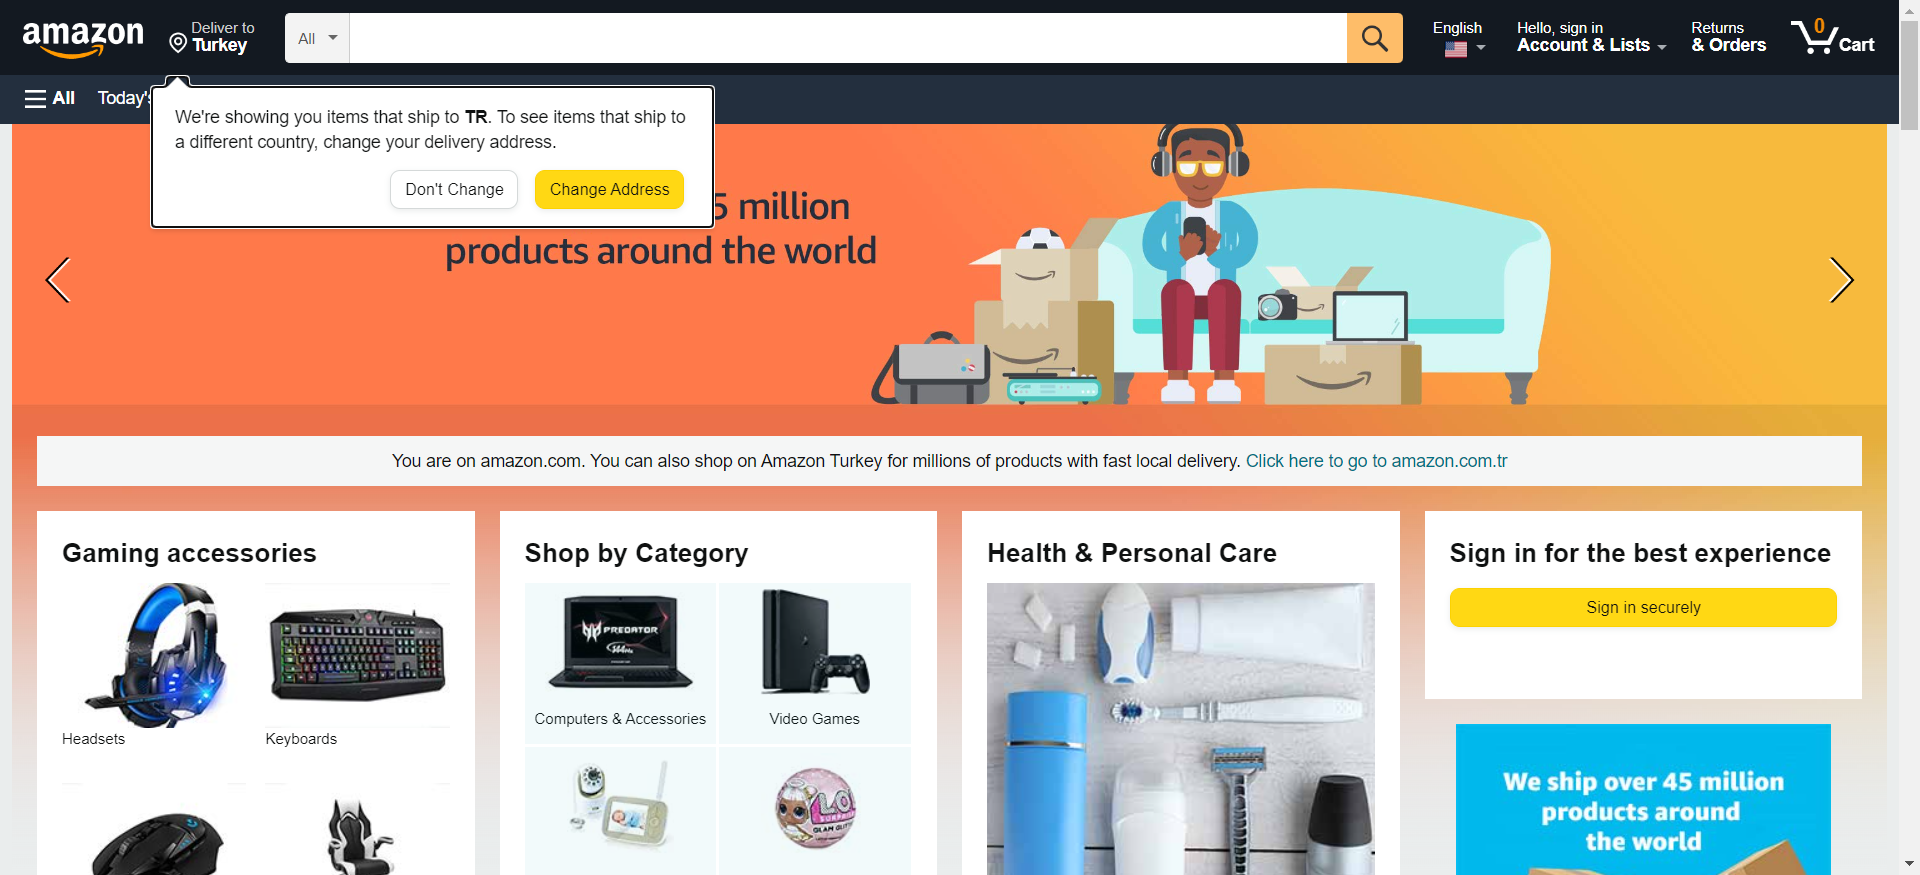 amazon
Deliver to
Turkey
All
English
Hello, sign in
Account & Lists
Returns
& Orders
0
Cart
All
Today's
We're showing you items that ship to TR. To see items that ship to
a different country, change your delivery address.
Don't Change
Change Address
5 million
products around the world
You are on amazon.com. You can also shop on Amazon Turkey for millions of products with fast local delivery. Click here to go to amazon.com.tr
Gaming accessories
Headsets
Keyboards
Shop by Category
PREDATOR
144Hz
Computers & Accessories
Video Games
L.O.L
SURPRISE
GLAM GLITTER
Health & Personal Care
Sign in for the best experience
Sign in securely
We ship over 45 million
products around
the world